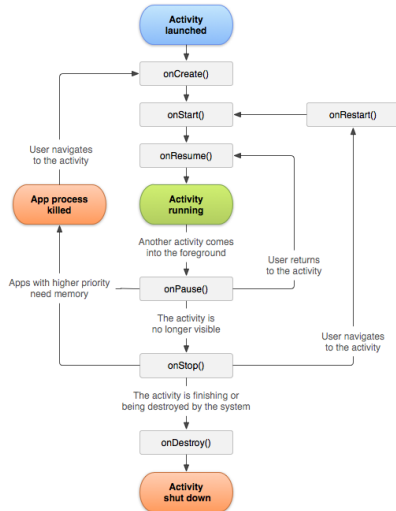 Activity
launched
onCreate()
onStart()
onRestart()
User navigates
to the activity
onResume()
App process
killed
Activity
running
Another activity comes
into the foreground
User returns
to the activity
Apps with higher priority
need memory
onPause()
The activity is
no longer visible
User navigates
to the activity
onStop()
The activity is finishing or
being destroyed by the system
onDestroy()
Activity
shut down